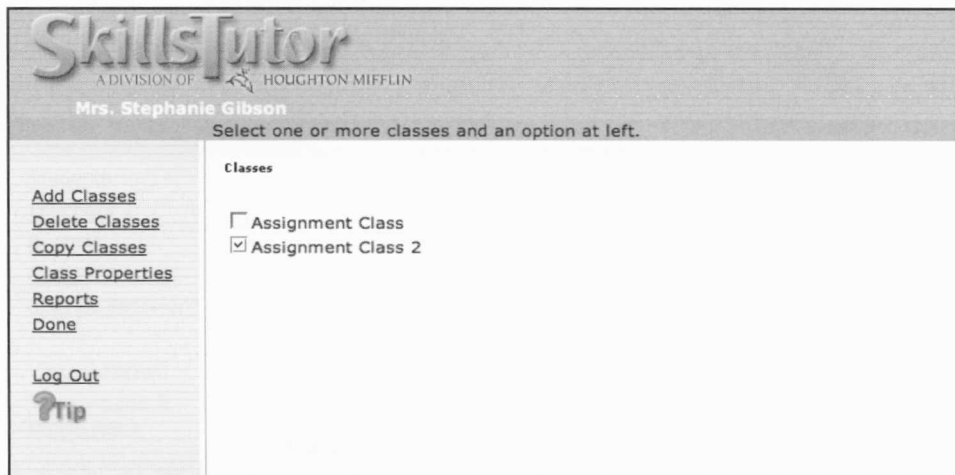 SkillsTutor
A DIVISION OF HOUGHTON MIFFLIN
Mrs. Stephanie Gibson
Select one or more classes and an option at left.
Classes
Add Classes
Delete Classes
Copy Classes
Class Properties
Reports
Done
Log Out
?Tip
Assignment Class
Assignment Class 2